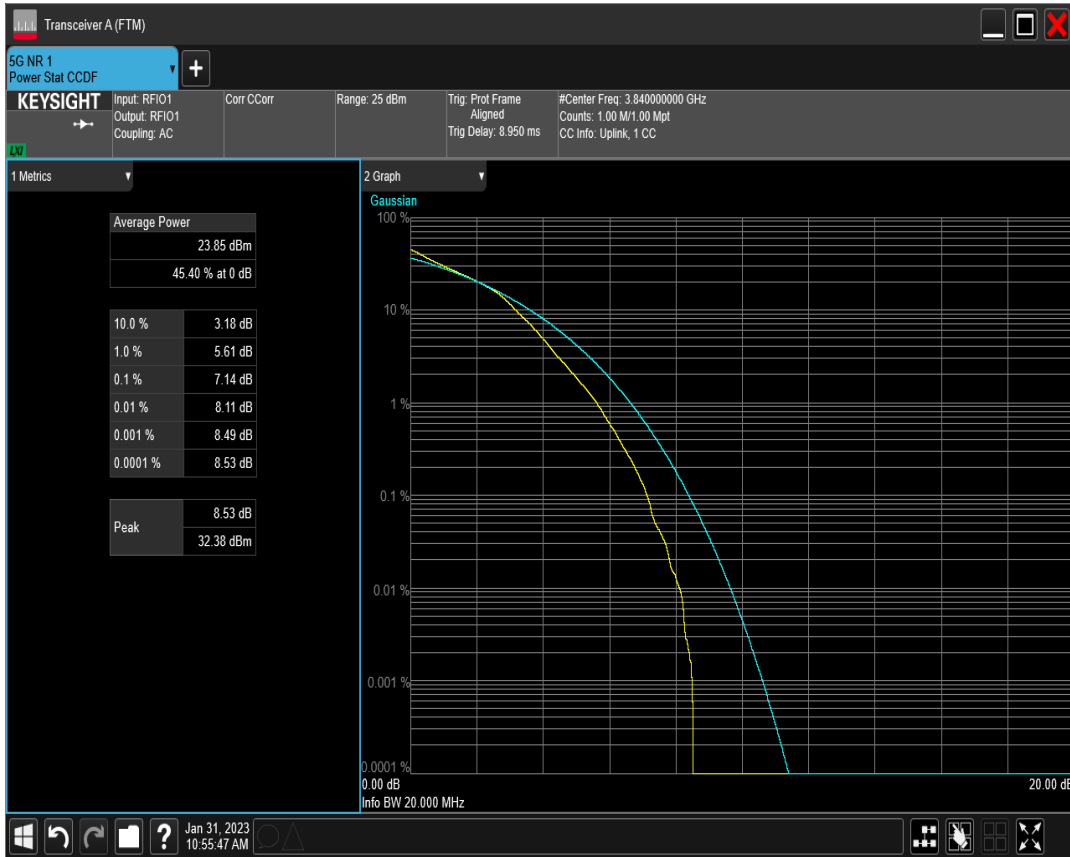 Transceiver A (FTM)
5G NR 1
Power Stat CCDF
KEYSIGHT
LXI
Input: RFIO1
Output: RFIO1
Coupling: AC
Corr CCorr
Range: 25 dBm
Trig: Prot Frame
Aligned
Trig Delay: 8.950 ms
#Center Freq: 3.840000000 GHz
Counts: 1.00 M/1.00 Mpt
CC Info: Uplink, 1 CC
1 Metrics
Average Power
23.85 dBm
45.40 % at 0 dB
10.0 % 3.18 dB
1.0 % 5.61 dB
0.1 % 7.14 dB
0.01 % 8.11 dB
0.001 % 8.49 dB
0.0001 % 8.53 dB
Peak
8.53 dB
32.38 dBm
2 Graph
Gaussian
100 %
10 %
1 %
0.1 %
0.01 %
0.001 %
0.0001 %
0.00 dB 20.00 dB
Info BW 20.000 MHz
?
Jan 31, 2023
10:55:47 AM